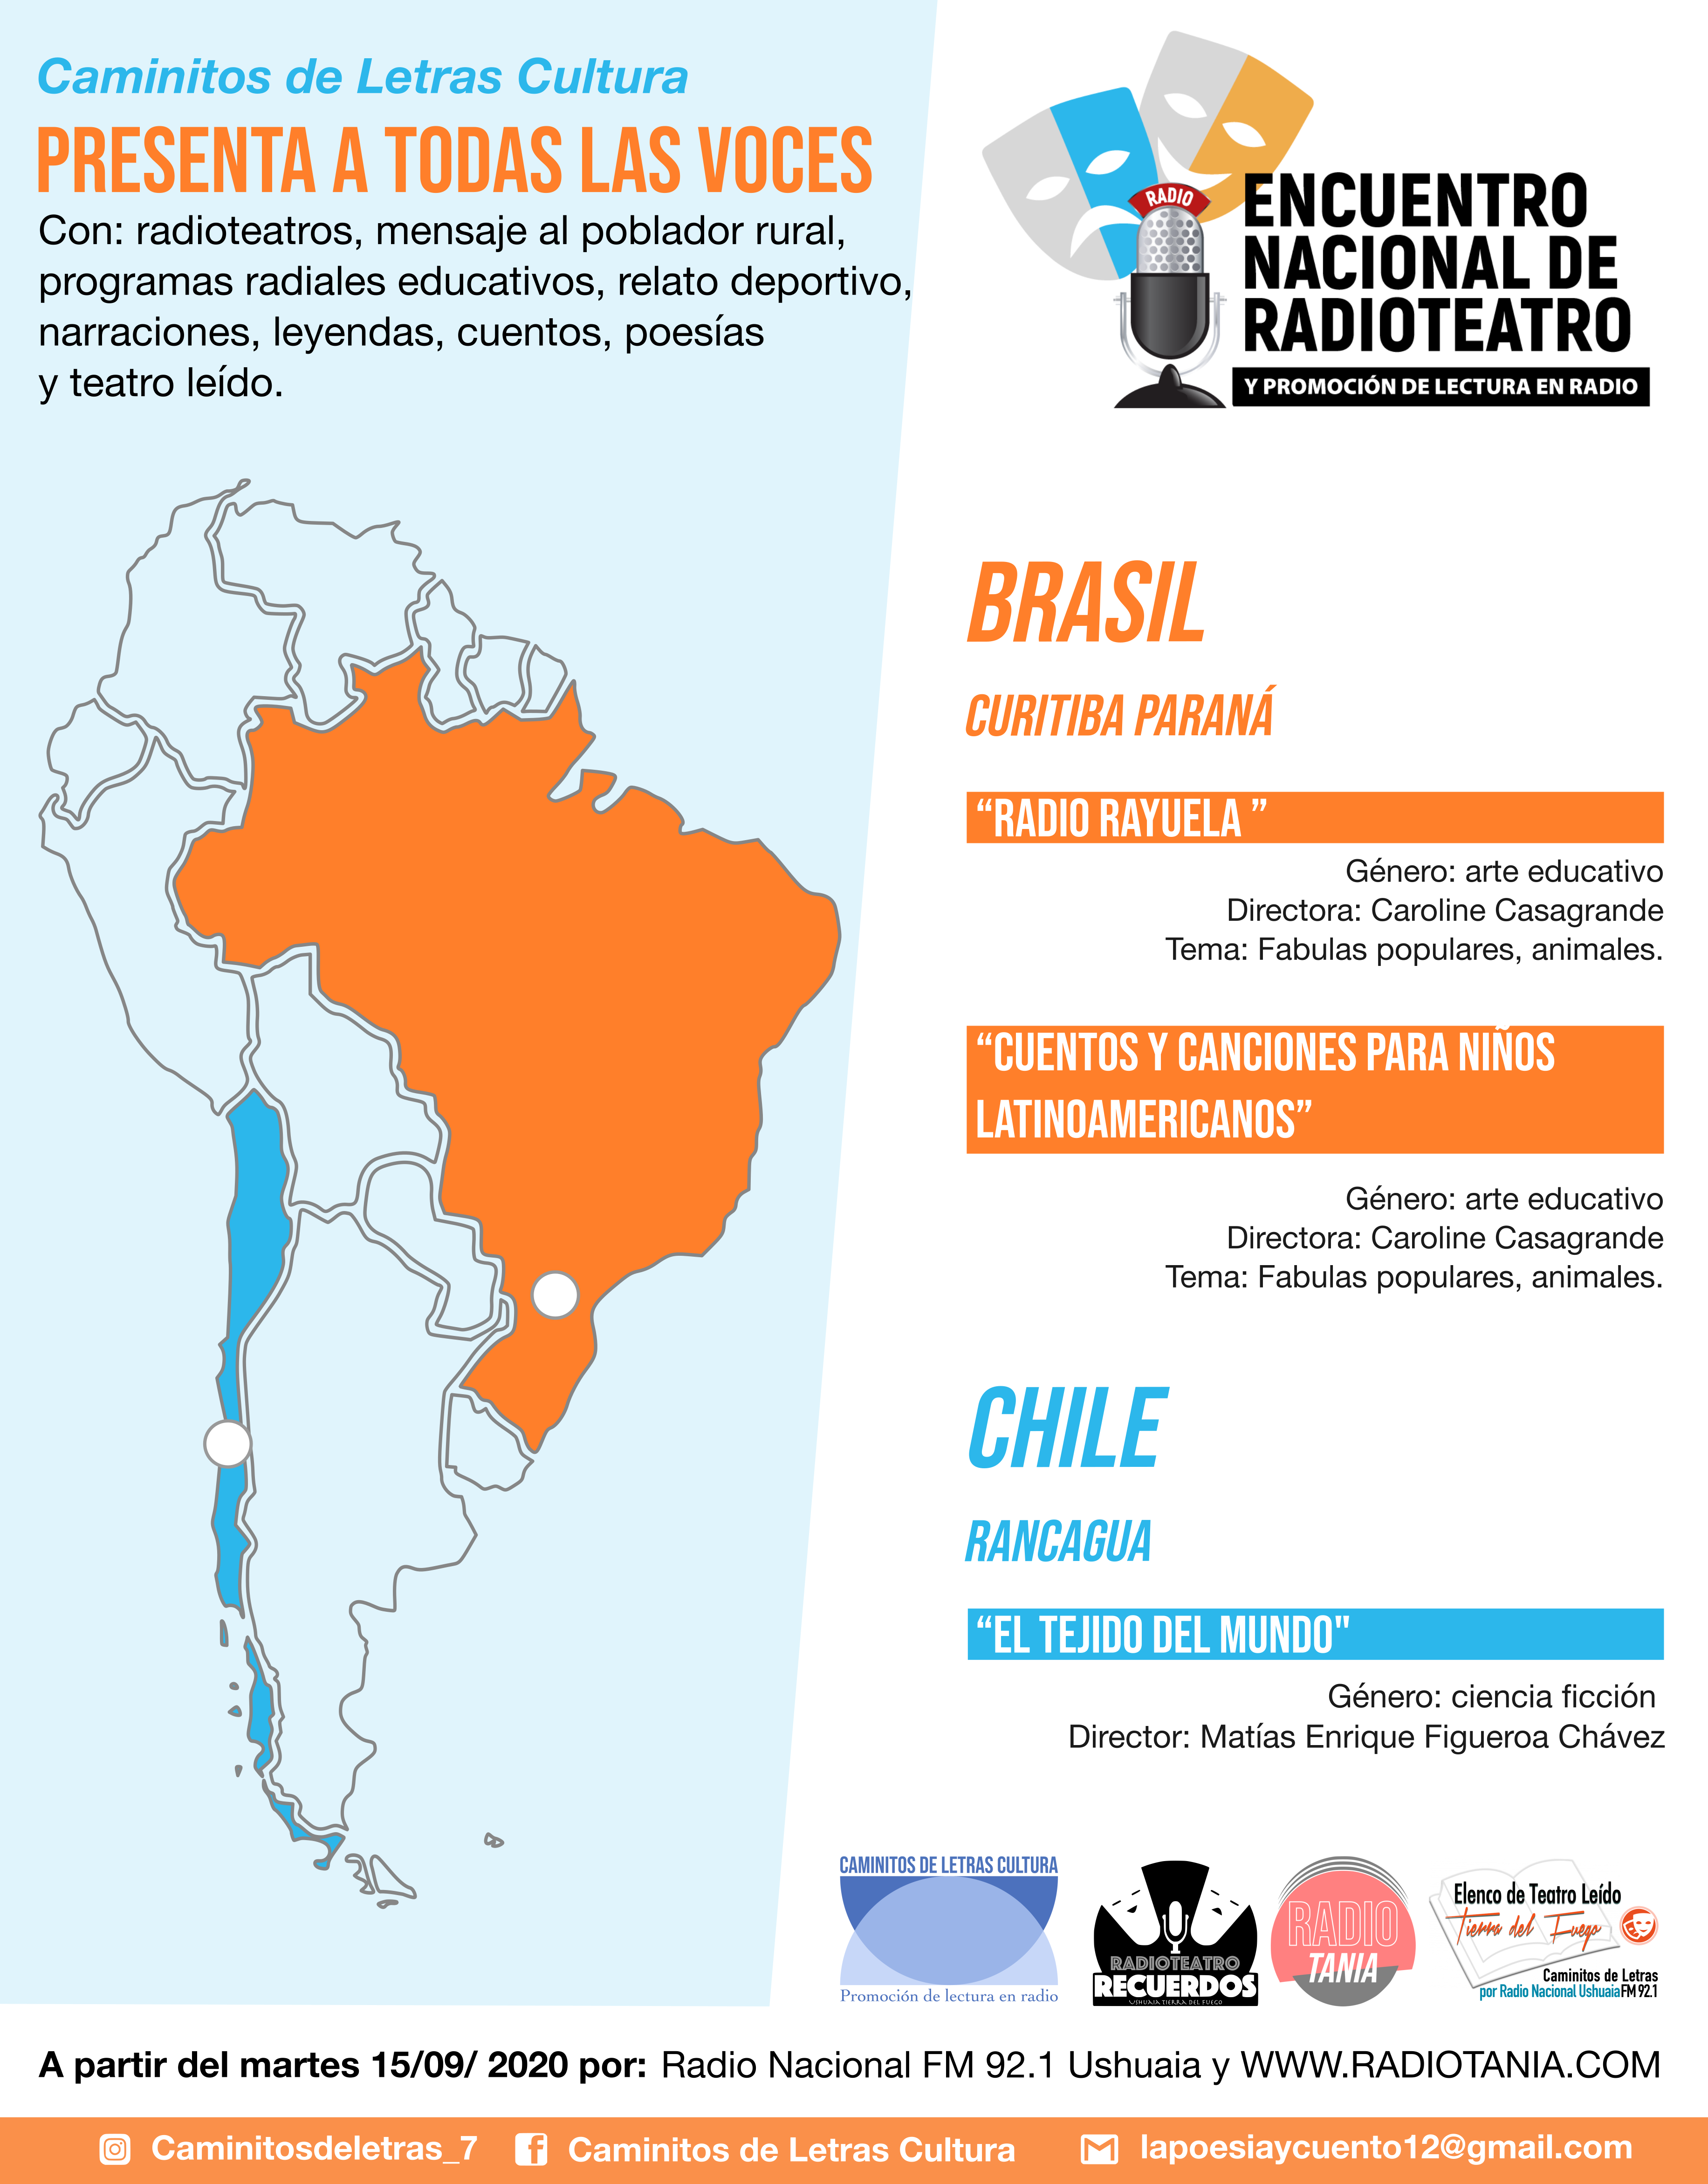 Caminitos de Letras Cultura
PRESENTA A TODAS LAS VOCES
Con: radioteatros, mensaje al poblador rural,
programas radiales educativos, relato deportivo,
narraciones, leyendas, cuentos, poesías
y teatro leído.
RADIO
ENCUENTRO
NACIONAL DE
RADIOTEATRO
Y PROMOCIÓN DE LECTURA EN RADIO
BRASIL
CURITIBA PARANÁ
“RADIO RAYUELA ”
Género: arte educativo
Directora: Caroline Casagrande
Tema: Fabulas populares, animales.
“CUENTOS Y CANCIONES PARA NIÑOS
LATINOAMERICANOS”
Género: arte educativo
Directora: Caroline Casagrande
Tema: Fabulas populares, animales.
CHILE
RANCAGUA
“EL TEJIDO DEL MUNDO"
Género: ciencia ficción
Director: Matías Enrique Figueroa Chávez
CAMINITOS DE LETRAS CULTURA
Promoción de lectura en radio
RADIOTEATRO
RECUERDOS
USHUAIA TIERRA DEL FUEGO
RADIO
TANIA
Elenco de Teatro Leído
Tierra del Fuego
Caminitos de Letras
por Radio Nacional Ushuaia FM 92.1
A partir del martes 15/09/ 2020 por: Radio Nacional FM 92.1 Ushuaia y WWW.RADIOTANIA.COM
Caminitosdeletras_7 Caminitos de Letras Cultura lapoesiaycuento12@gmail.com